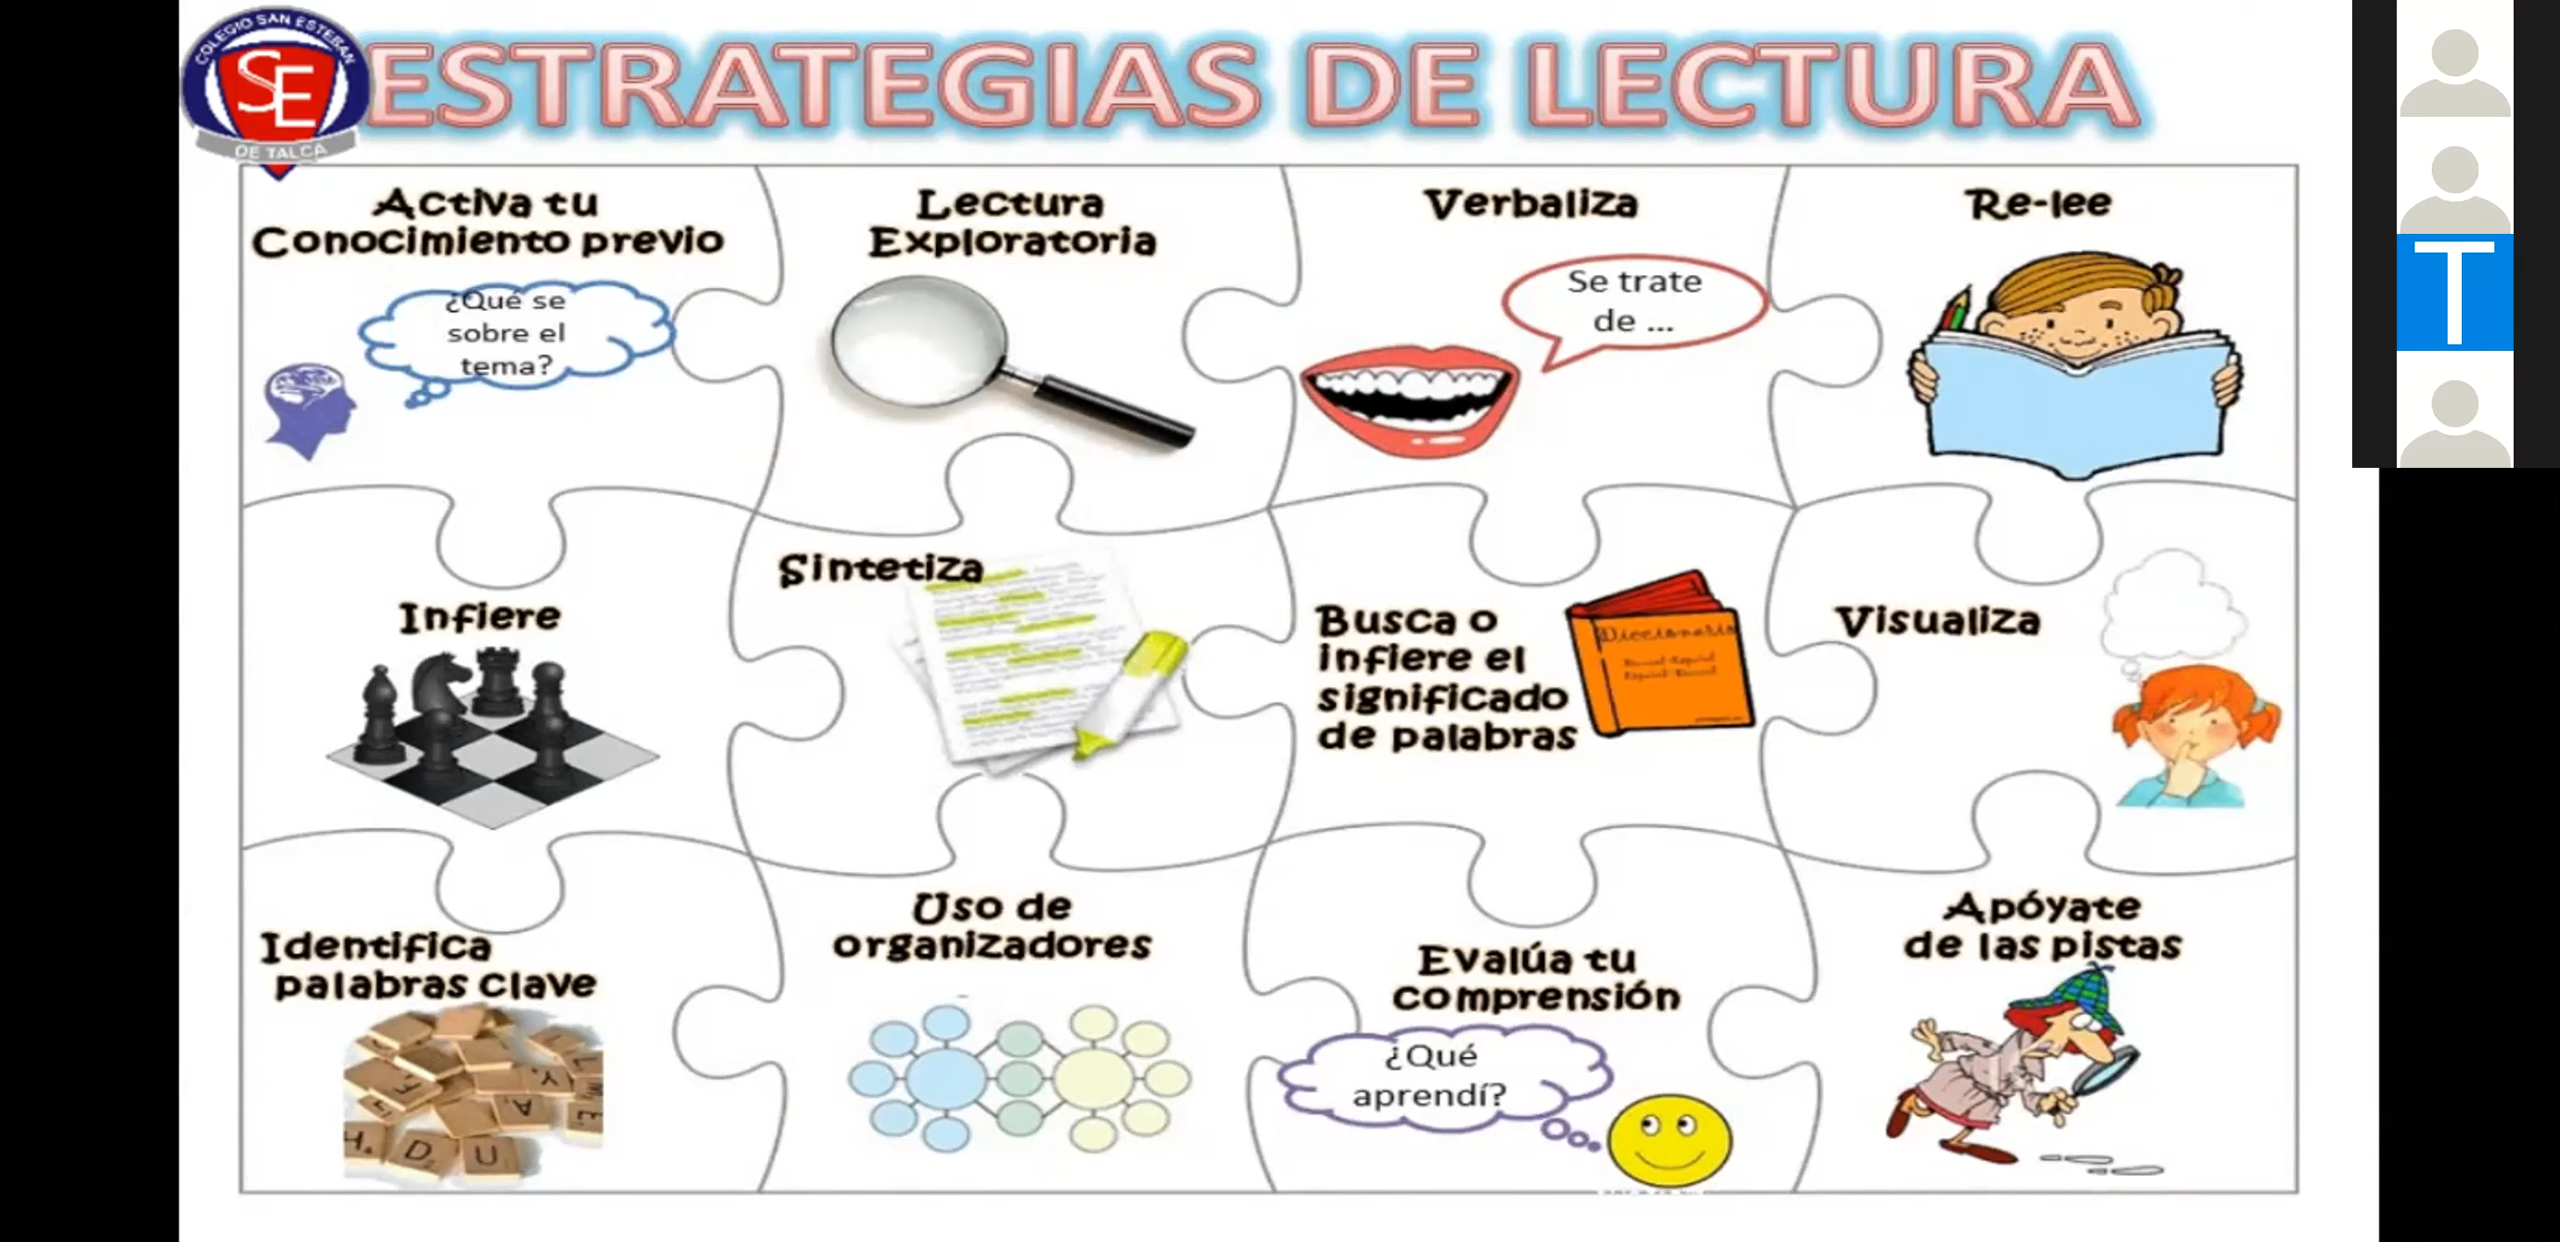 COLEGIO SAN ESTEBAN
SE
DE TALCA
ESTRATEGIAS DE LECTURA
Activa tu
Conocimiento previo
¿Qué se
sobre el
tema?
Lectura
Exploratoria
Verbaliza
Se trate
de ...
Re-lee
T
Infiere
Sintetiza
Busca o
infiere el
significado
de palabras
Diccionario
Visualiza
Identifica
palabras clave
H D U
A
Y
Uso de
organizadores
Evalúa tu
comprensión
¿Qué
aprendí?
Apóyate
de las pistas